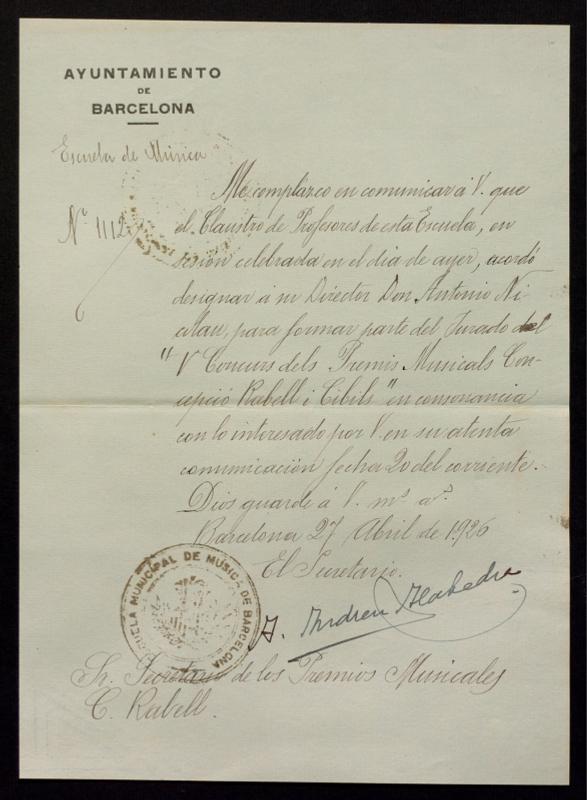 AYUNTAMIENTO
DE
BARCELONA
Escuela de Música
Nº 1112
Me complazco en comunicar á V. que
el Claustro de Profesores de esta Escuela, en
sesión celebrada en el dia de ayer, acordó
designar á su Director Don Antonio Ni-
colau, para formar parte del Jurado del
"V Concurs dels Premis Musicals Con-
cepció Rabell i Cibils" en consonancia
con lo interesado por V. en su atenta
comunicación fecha 20 del corriente.-
Dios guarde á V. mˢ aˢ.
Barcelona 27 Abril de 1926
El Secretario.
ESCUELA MUNICIPAL DE MUSICA DE BARCELONA
Andreu
Sr. Secretario de los Premios Musicales
C. Rabell.